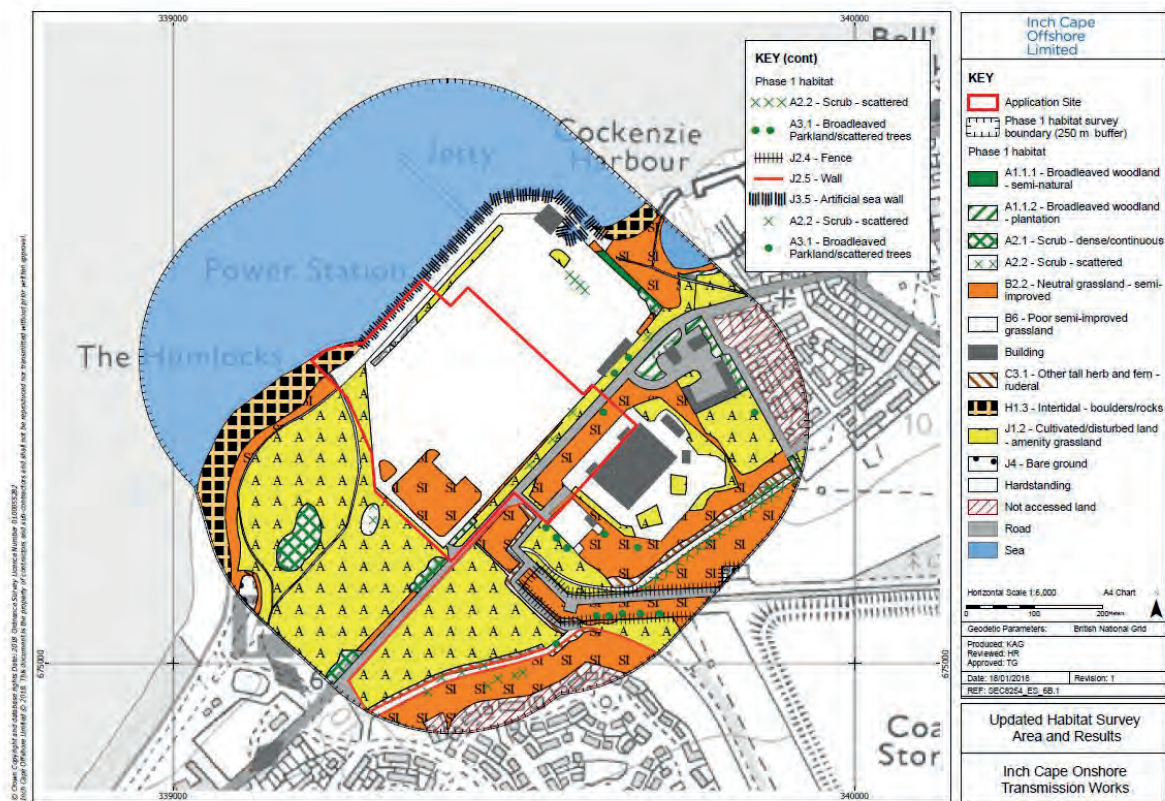 339000
340000
Bell'
Cockenzie
Harbour
Jetty
Power Station
The Humlocks
10
675000
675000
339000
340000
Coa
Stor
KEY (cont)
Phase 1 habitat
A2.2 - Scrub - scattered
A3.1 - Broadleaved
Parkland/scattered trees
J2.4 - Fence
J2.5 - Wall
J3.5 - Artificial sea wall
A2.2 - Scrub - scattered
A3.1 - Broadleaved
Parkland/scattered trees
Inch Cape
Offshore
Limited
KEY
Application Site
Phase 1 habitat survey
boundary (250 m buffer)
Phase 1 habitat
A1.1.1 - Broadleaved woodland
- semi-natural
A1.1.2 - Broadleaved woodland
- plantation
A2.1 - Scrub - dense/continuous
A2.2 - Scrub - scattered
B2.2 - Neutral grassland - semi-
improved
B6 - Poor semi-improved
grassland
Building
C3.1 - Other tall herb and fern -
ruderal
H1.3 - Intertidal - boulders/rocks
J1.2 - Cultivated/disturbed land
- amenity grassland
J4 - Bare ground
Hardstanding
Not accessed land
Road
Sea
Horizontal Scale 1:6,000 A4 Chart
0 100 200 Meters
Geodetic Parameters: British National Grid
Produced: KAG
Reviewed: HR
Approved: TG
Date: 18/01/2018 Revision: 1
REF: SEC8254_ES_6B.1
Updated Habitat Survey
Area and Results
Inch Cape Onshore
Transmission Works